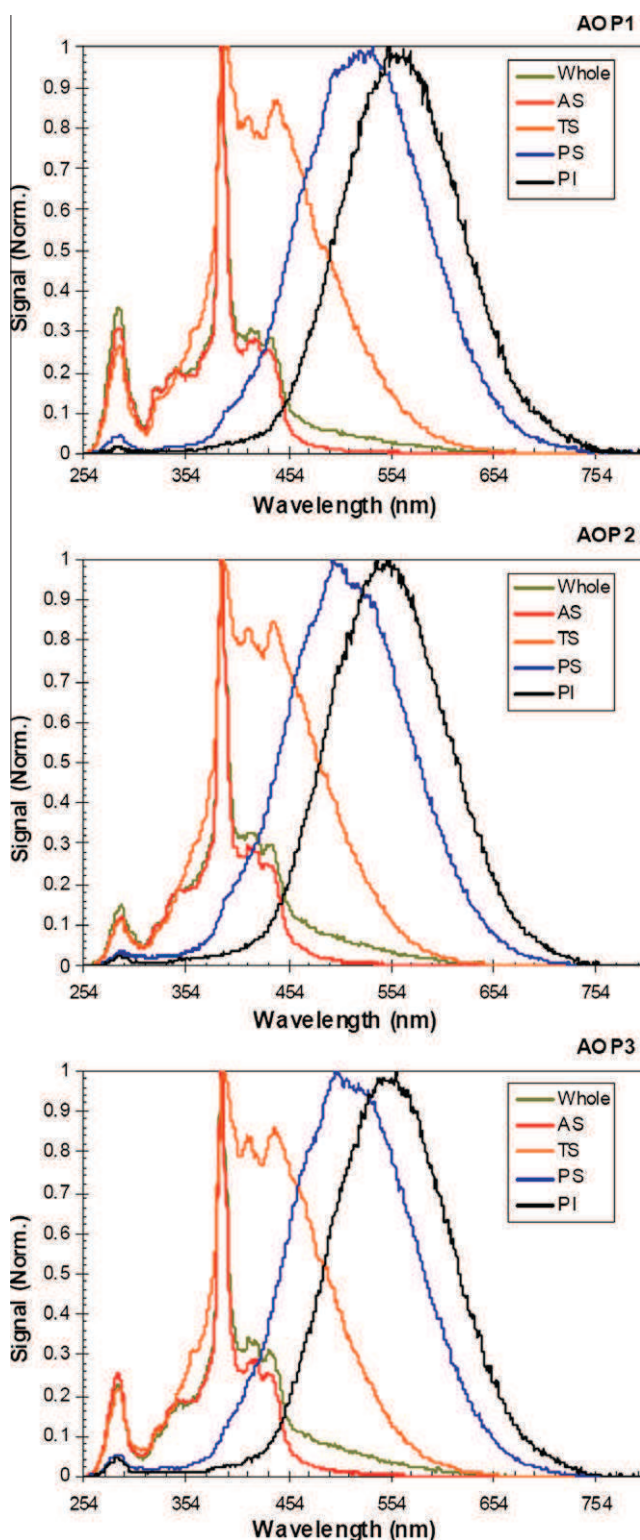 AOP1
Signal (Norm.)
1
0.9
0.8
0.7
0.6
0.5
0.4
0.3
0.2
0.1
0
Whole
AS
TS
PS
PI
254 354 454 554 654 754
Wavelength (nm)
AOP2
Signal (Norm.)
1
0.9
0.8
0.7
0.6
0.5
0.4
0.3
0.2
0.1
0
Whole
AS
TS
PS
PI
254 354 454 554 654 754
Wavelength (nm)
AOP3
Signal (Norm.)
1
0.9
0.8
0.7
0.6
0.5
0.4
0.3
0.2
0.1
0
Whole
AS
TS
PS
PI
254 354 454 554 654 754
Wavelength (nm)